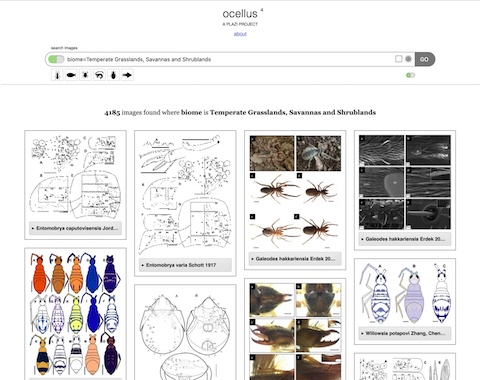 ocellus 4
A PLAZI PROJECT
about
search images
biome=Temperate Grasslands, Savannas and Shrublands
GO
4185 images found where biome is Temperate Grasslands, Savannas and Shrublands
▸ Entomobrya caputovisensis Jord...
▸ Entomobrya varia Schott 1917
▸ Galeodes hakkariensis Erdek 20...
▸ Galeodes hakkariensis Erdek 20...
▸ Willowsia potapovi Zhang, Chen...